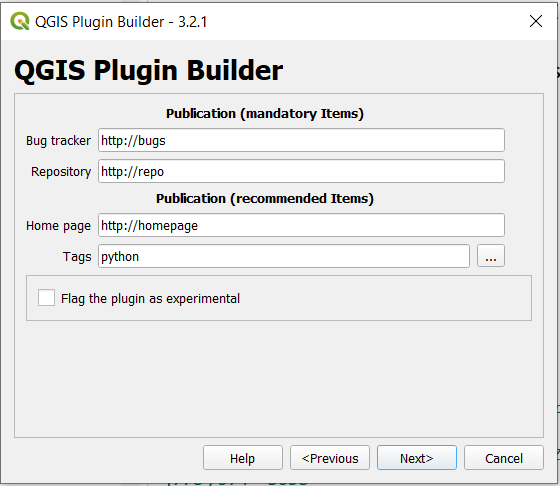 QGIS Plugin Builder - 3.2.1
QGIS Plugin Builder
Publication (mandatory Items)
Bug tracker http://bugs
Repository http://repo
Publication (recommended Items)
Home page http://homepage
Tags python ...
Flag the plugin as experimental
Help <Previous Next> Cancel